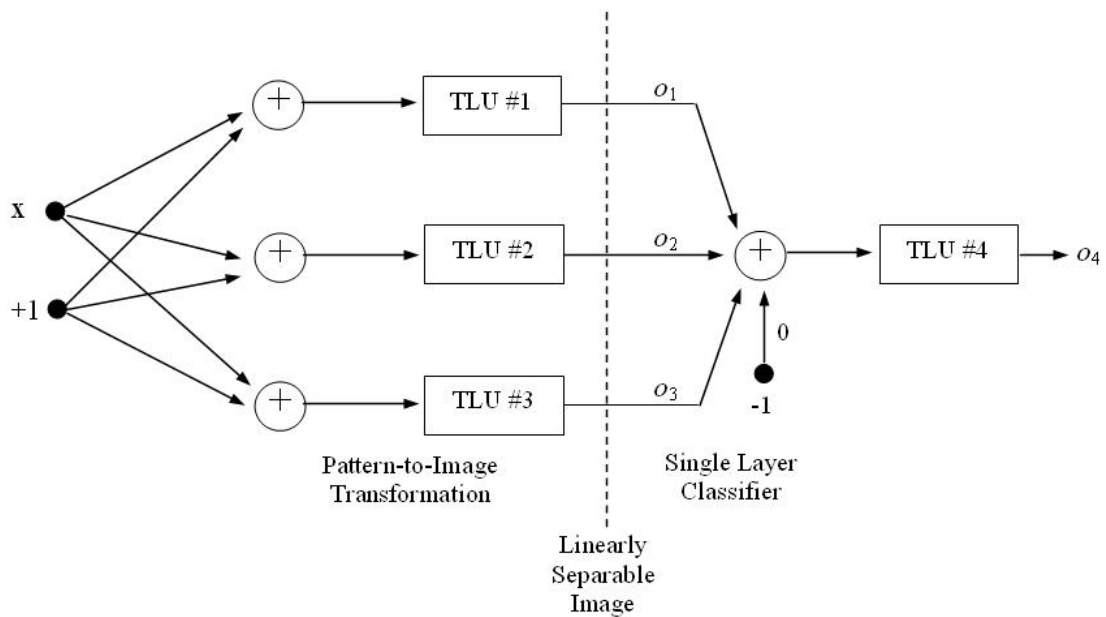 +
TLU #1
o1
x
+
TLU #2
o2
+
TLU #4
o4
+1
0
+
TLU #3
o3
-1
Pattern-to-Image
Transformation
Single Layer
Classifier
Linearly
Separable
Image